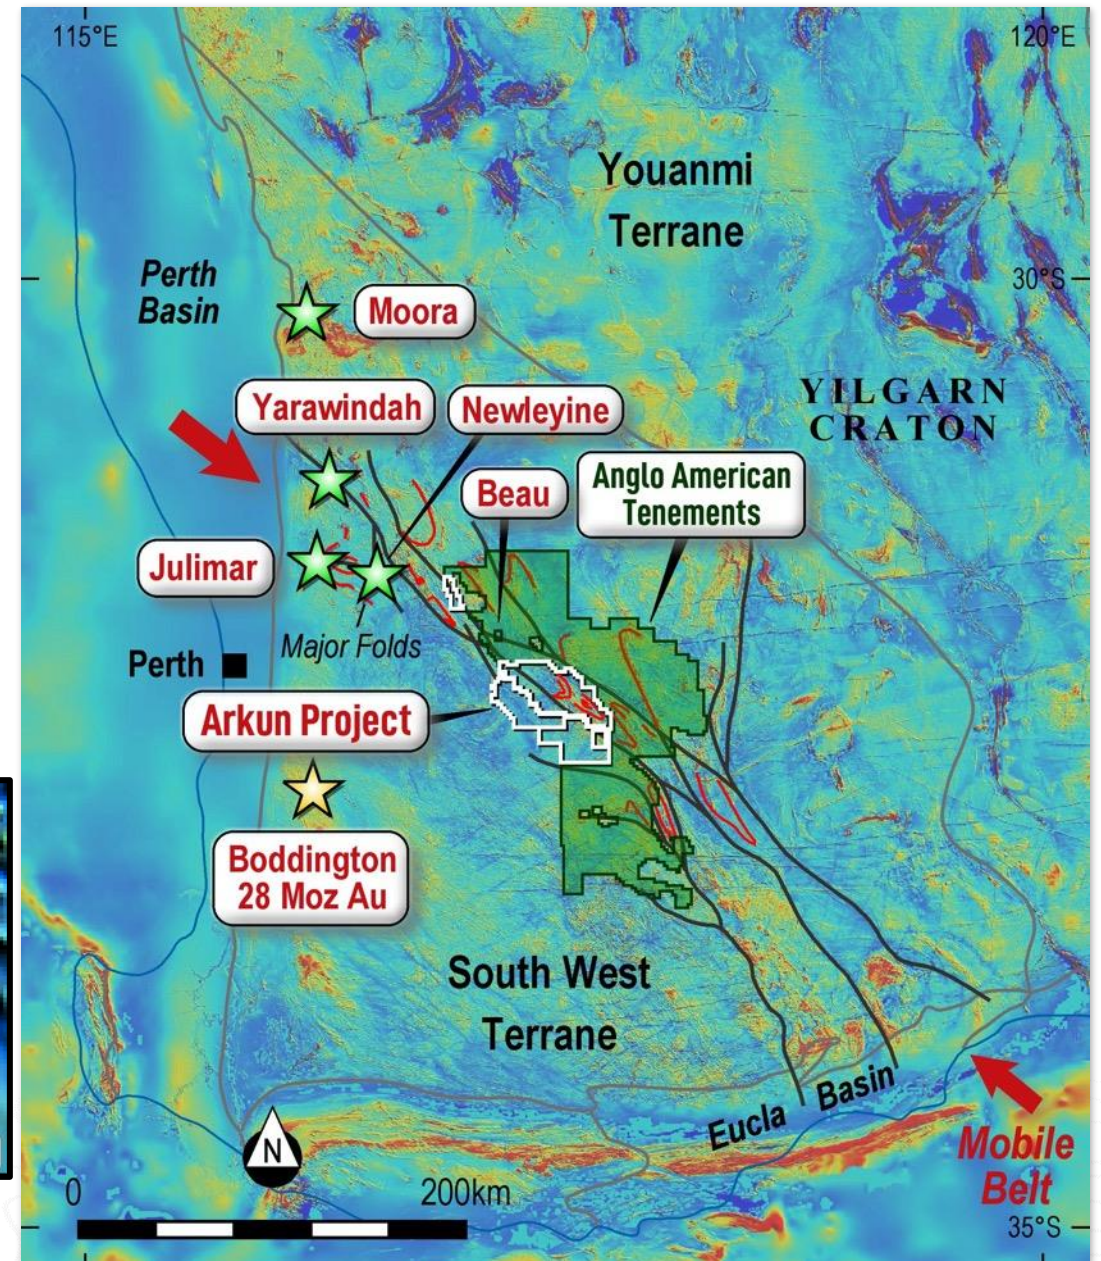 115°E
120°E
Youanmi
Terrane
Perth
Basin
30°S
Moora
YILGARN
CRATON
Yarawindah
Newleyine
Beau
Anglo American
Tenements
Julimar
Major Folds
Perth
Arkun Project
Boddington
28 Moz Au
South West
Terrane
Eucla Basin
Mobile
Belt
N
0
200km
35°S